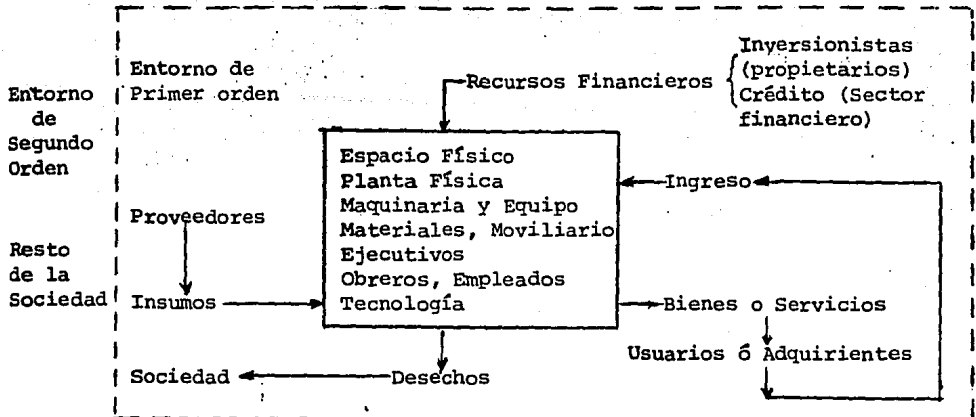 Entorno
de
Segundo
Orden
Resto
de la
Sociedad
Entorno de
Primer orden
Recursos Financieros
Inyersionistas
(propietarios)
Crédito (Sector
financiero)
Espacio Físico
Planta Física
Maquinaria y Equipo
Materiales, Moviliario
Ejecutivos
Obreros, Empleados
Tecnología
Ingreso
Proveedores
Insumos
Bienes o Servicios
Usuarios ó Adquirientes
Sociedad
Desechos